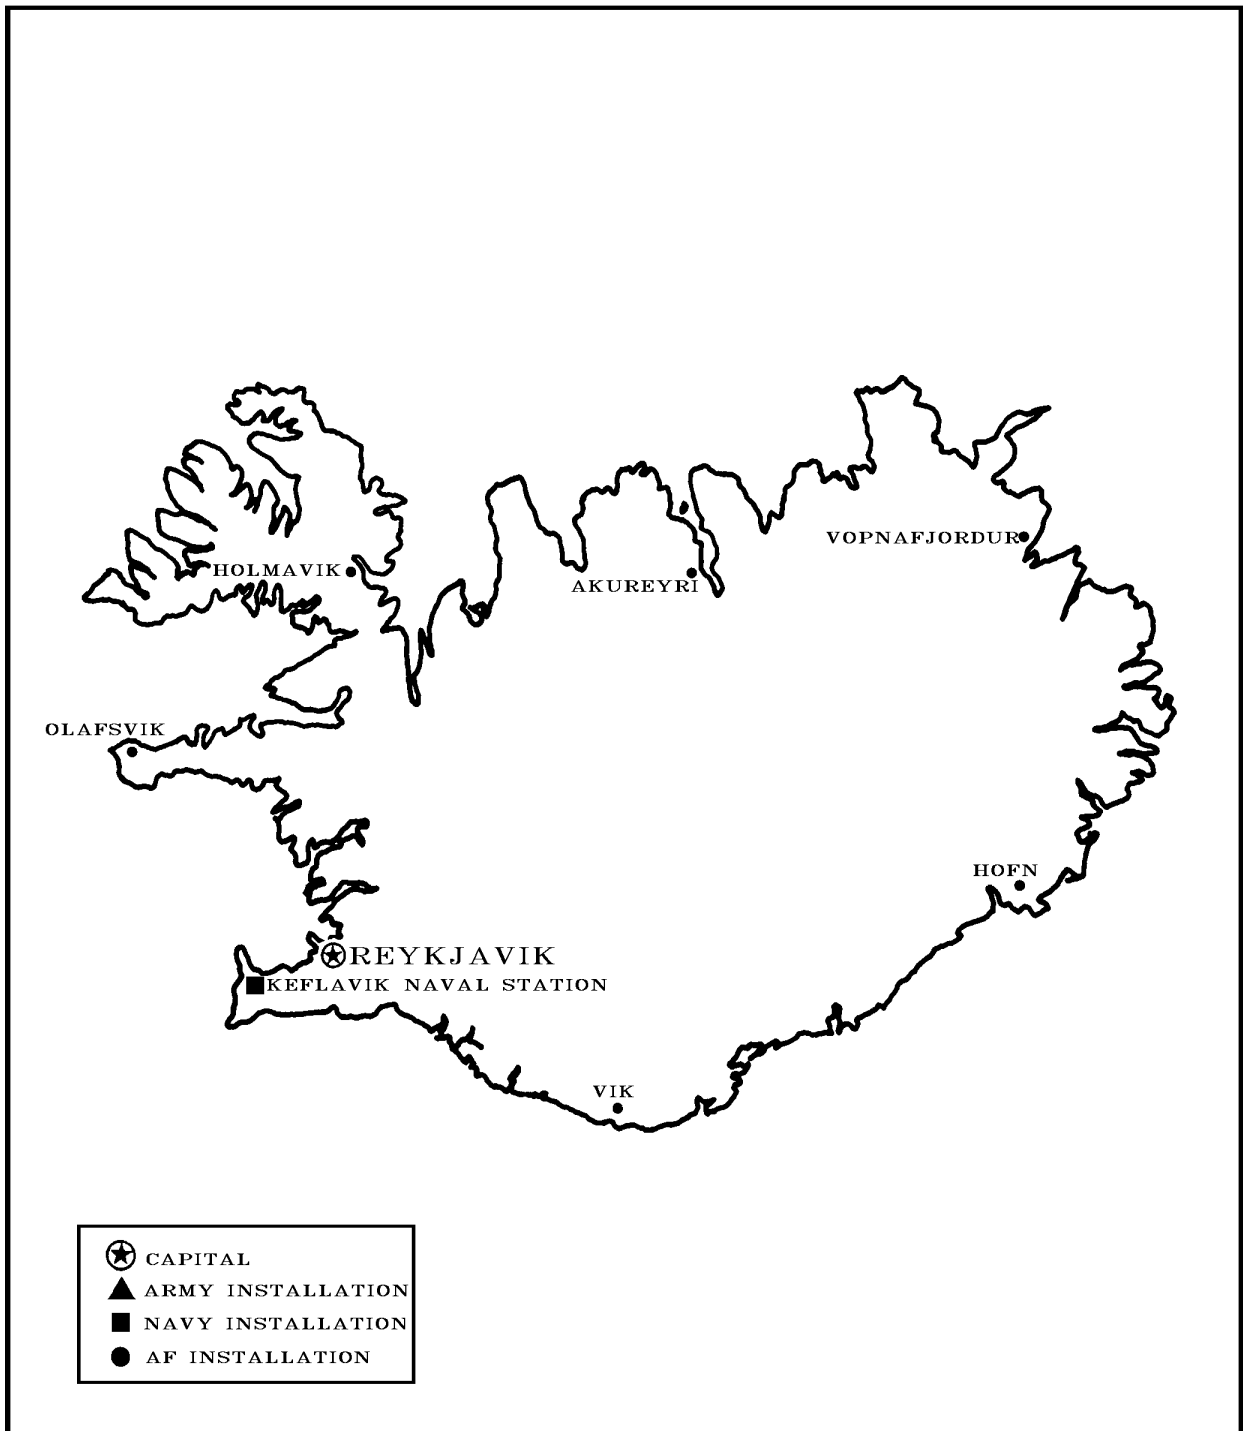 VOPNAFJORDUR
HOLMAVIK
AKUREYRI
OLAFSVIK
HOFN
REYKJAVIK
KEFLAVIK NAVAL STATION
VIK
CAPITAL
ARMY INSTALLATION
NAVY INSTALLATION
AF INSTALLATION